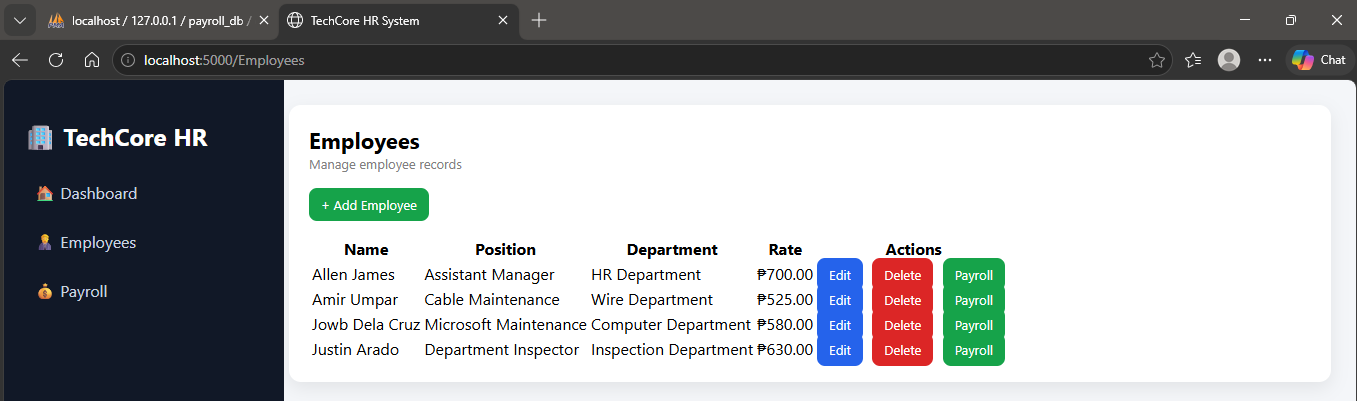 localhost / 127.0.0.1 / payroll_db /
TechCore HR System
localhost:5000/Employees
Chat
TechCore HR
Dashboard
Employees
Payroll
Employees
Manage employee records
+ Add Employee
Name Position Department Rate Actions
Allen James Assistant Manager HR Department ₱700.00 Edit Delete Payroll
Amir Umpar Cable Maintenance Wire Department ₱525.00 Edit Delete Payroll
Jowb Dela Cruz Microsoft Maintenance Computer Department ₱580.00 Edit Delete Payroll
Justin Arado Department Inspector Inspection Department ₱630.00 Edit Delete Payroll